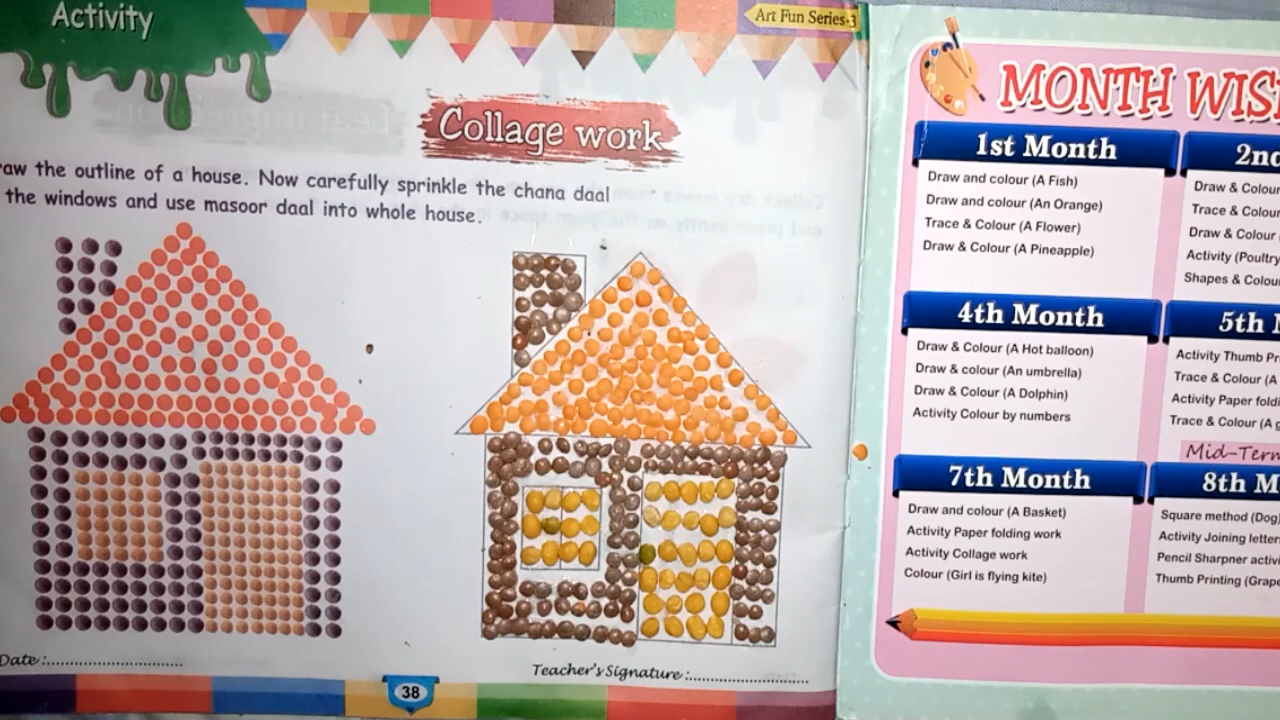 Activity
Art Fun Series-3
Collage work
raw the outline of a house. Now carefully sprinkle the chana daal
the windows and use masoor daal into whole house.
Date :
Teacher's Signature :
38
MONTH WIS
1st Month
Draw and colour (A Fish)
Draw and colour (An Orange)
Trace & Colour (A Flower)
Draw & Colour (A Pineapple)
2nd
Draw & Colour
Trace & Colou
Draw & Colour
Activity (Poultry
Shapes & Colou
4th Month
Draw & Colour (A Hot balloon)
Draw & colour (An umbrella)
Draw & Colour (A Dolphin)
Activity Colour by numbers
5th
Activity Thumb Pr
Trace & Colour (A
Activity Paper foldi
Trace & Colour (A g
Mid-Term
7th Month
Draw and colour (A Basket)
Activity Paper folding work
Activity Collage work
Colour (Girl is flying kite)
8th M
Square method (Dog
Activity Joining letter
Pencil Sharpner activi
Thumb Printing (Grap